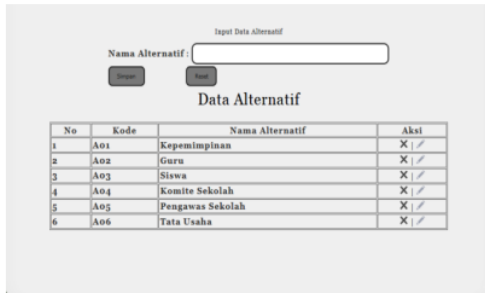 Input Data Alternatif
Nama Alternatif :
Simpan Reset
Data Alternatif
No Kode Nama Alternatif Aksi
1 A01 Kepemimpinan X |
2 A02 Guru X |
3 A03 Siswa X |
4 A04 Komite Sekolah X |
5 A05 Pengawas Sekolah X |
6 A06 Tata Usaha X |